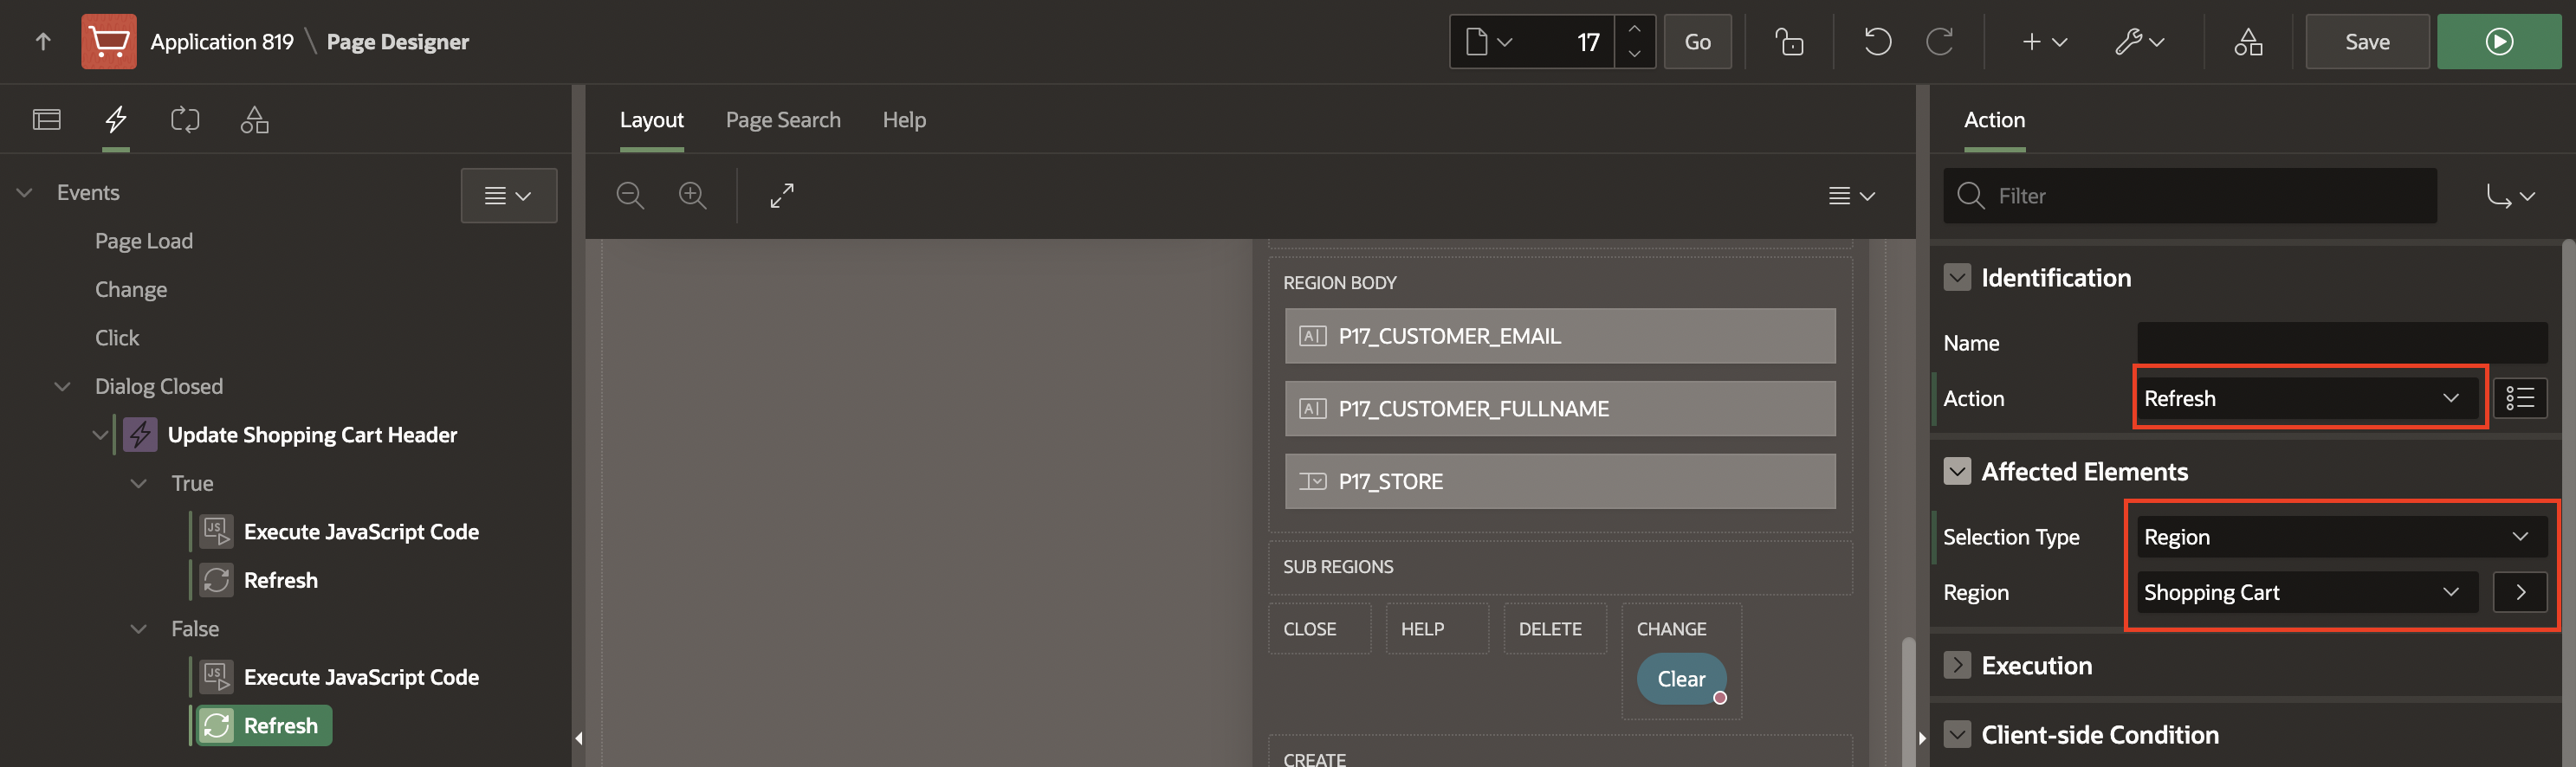 Application 819 \ Page Designer
17
Go
Save
Layout
Page Search
Help
Action
Events
Page Load
Change
Click
Dialog Closed
Update Shopping Cart Header
True
JS
Execute JavaScript Code
Refresh
False
JS
Execute JavaScript Code
Refresh
REGION BODY
A P17_CUSTOMER_EMAIL
A P17_CUSTOMER_FULLNAME
P17_STORE
SUB REGIONS
CLOSE
HELP
DELETE
CHANGE
Clear
CREATE
Filter
Identification
Name
Action
Refresh
Affected Elements
Selection Type
Region
Region
Shopping Cart
Execution
Client-side Condition